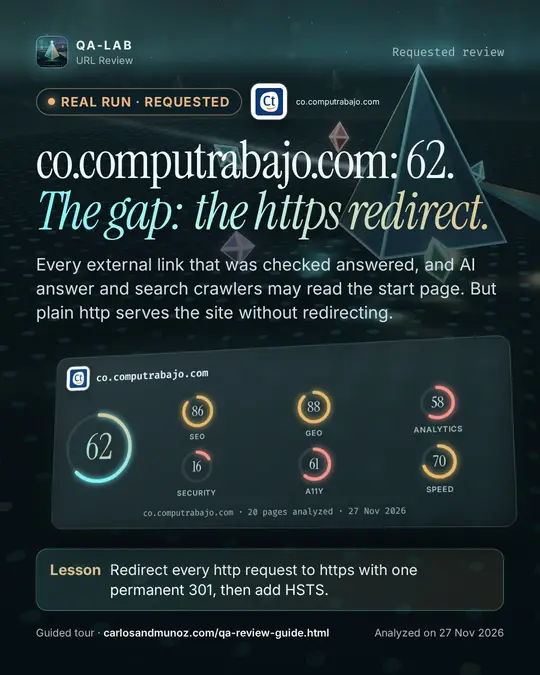 QA-LAB
URL Review
Requested review
REAL RUN · REQUESTED
Ct
co.computrabajo.com
co.computrabajo.com: 62.
The gap: the https redirect.
Every external link that was checked answered, and AI
answer and search crawlers may read the start page. But
plain http serves the site without redirecting.
Ct
co.computrabajo.com
62
86
SEO
88
GEO
58
ANALYTICS
16
SECURITY
61
A11Y
70
SPEED
co.computrabajo.com · 20 pages analyzed · 27 Nov 2026
Lesson Redirect every http request to https with one
permanent 301, then add HSTS.
Guided tour · carlosandmunoz.com/qa-review-guide.html
Analyzed on 27 Nov 2026